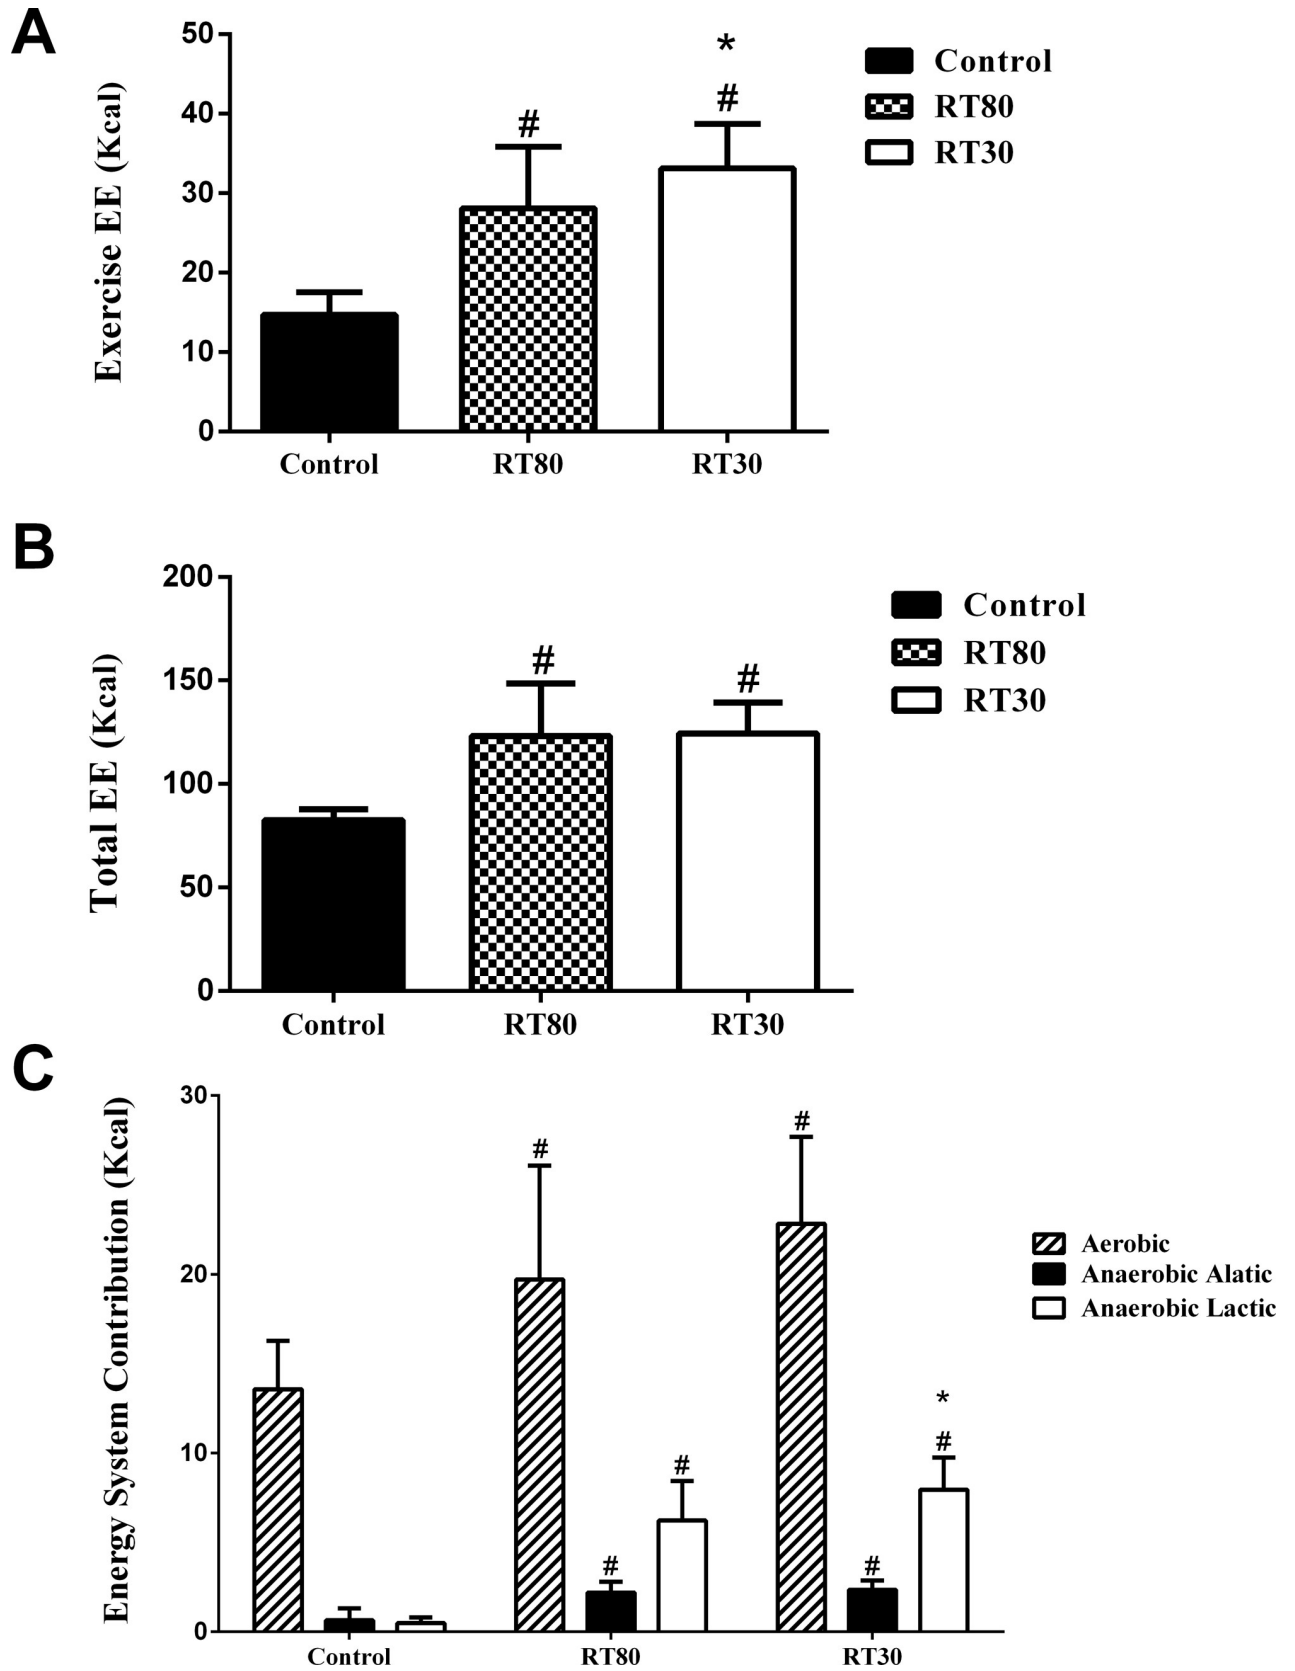 A
Exercise EE (Kcal)
50
40
30
20
10
0
*
#
#
Control
RT80
RT30
Control
RT80
RT30
B
Total EE (Kcal)
200
150
100
50
0
#
#
Control
RT80
RT30
Control
RT80
RT30
C
Energy System Contribution (Kcal)
30
20
10
0
#
#
#
#
#
*
#
Aerobic
Anaerobic Alatic
Anaerobic Lactic
Control
RT80
RT30